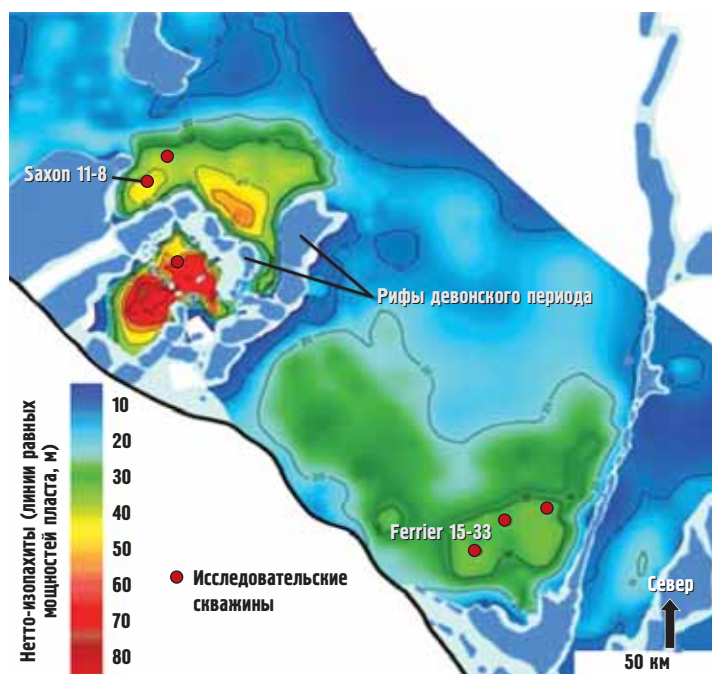 Saxon 11-8
Рифы девонского периода
Нетто-изопахиты (линии равных
мощностей пласта, м)
10
20
30
40
50
60
70
80
Ferrier 15-33
Исследовательские
скважины
Север
50 км